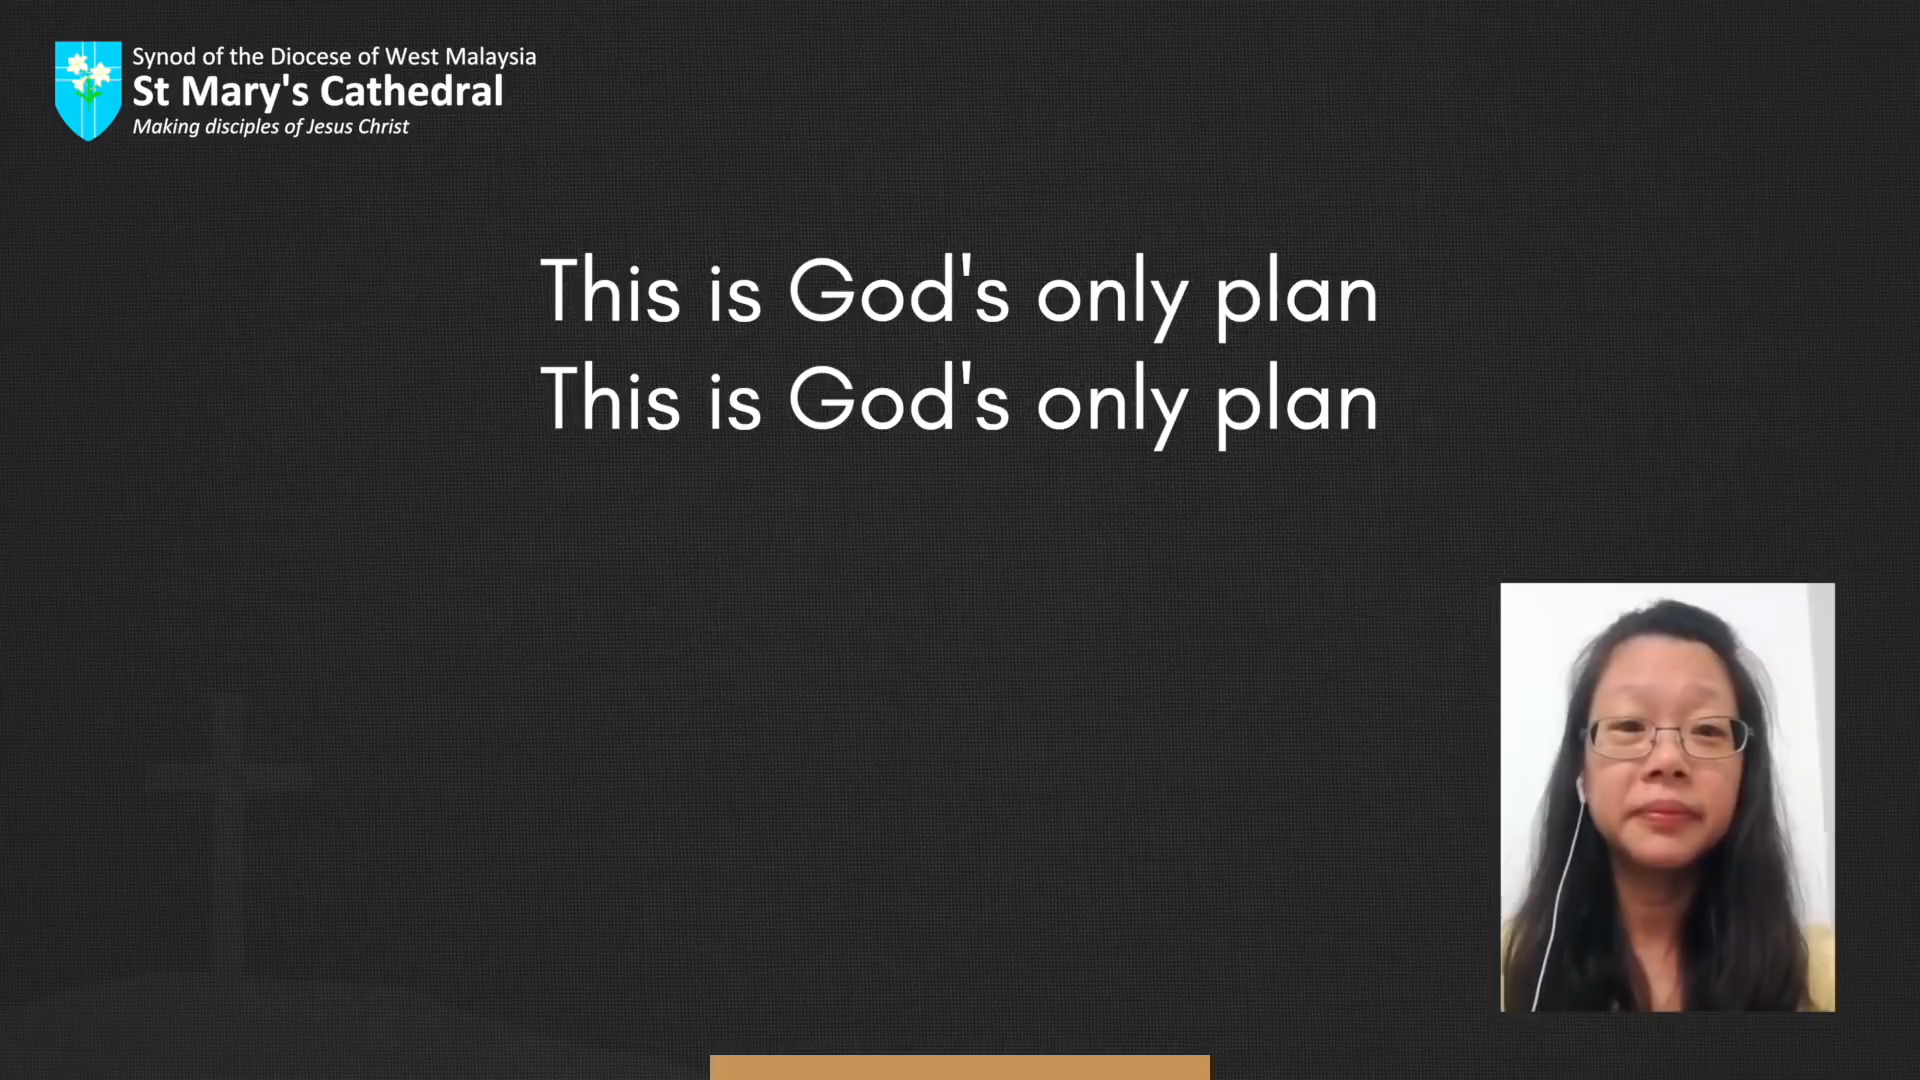 Synod of the Diocese of West Malaysia
St Mary's Cathedral
Making disciples of Jesus Christ
This is God's only plan
This is God's only plan